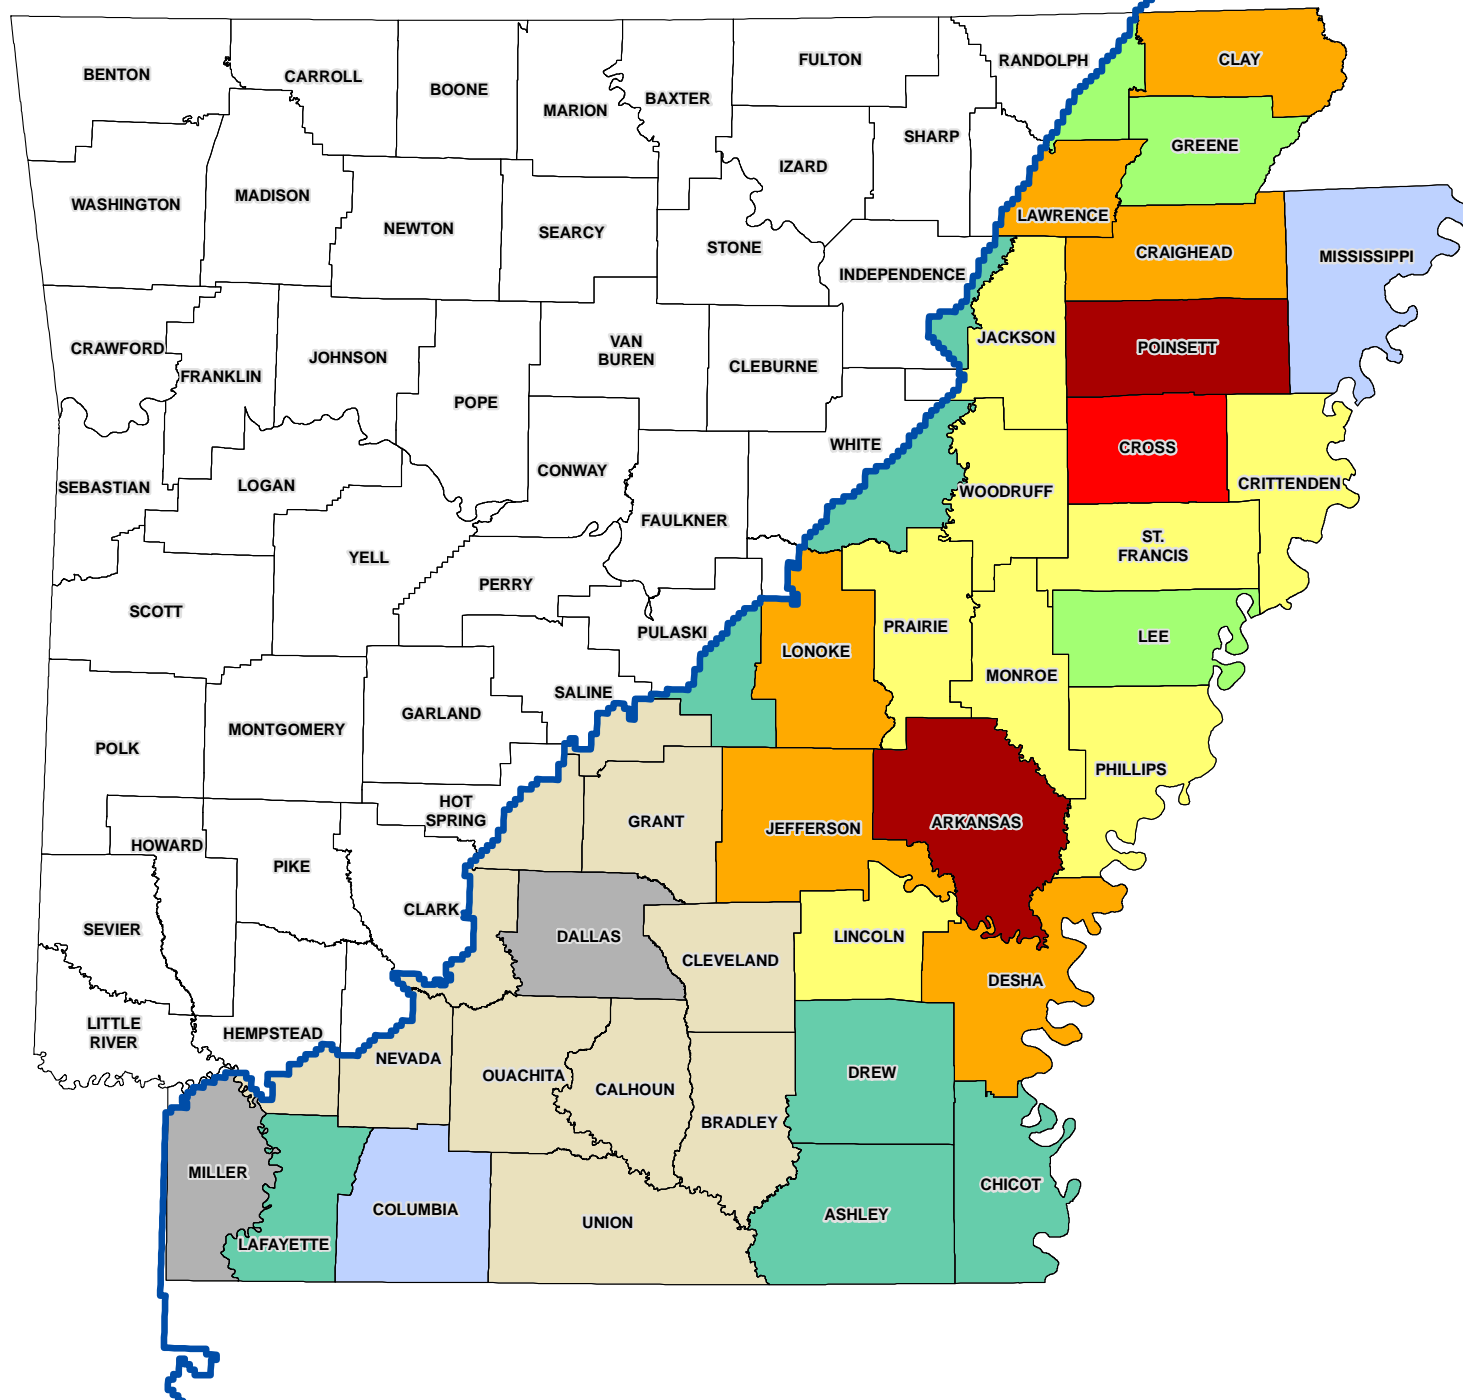 BENTON
CARROLL
BOONE
MARION
BAXTER
FULTON
RANDOLPH
CLAY
SHARP
IZARD
GREENE
WASHINGTON
MADISON
NEWTON
SEARCY
STONE
LAWRENCE
INDEPENDENCE
CRAIGHEAD
MISSISSIPPI
CRAWFORD
FRANKLIN
JOHNSON
VAN
BUREN
CLEBURNE
JACKSON
POINSETT
POPE
CONWAY
WHITE
CROSS
SEBASTIAN
LOGAN
FAULKNER
WOODRUFF
CRITTENDEN
YELL
PERRY
ST.
FRANCIS
SCOTT
PULASKI
LONOKE
PRAIRIE
LEE
MONROE
SALINE
GARLAND
MONTGOMERY
POLK
PHILLIPS
HOT
SPRING
GRANT
JEFFERSON
ARKANSAS
HOWARD
PIKE
CLARK
SEVIER
DALLAS
CLEVELAND
LINCOLN
DESHA
LITTLE
RIVER
HEMPSTEAD
NEVADA
OUACHITA
CALHOUN
BRADLEY
DREW
MILLER
LAFAYETTE
COLUMBIA
UNION
ASHLEY
CHICOT